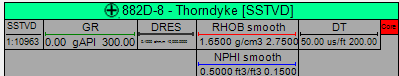 882D-8 - Thorndyke [SSTVD]
SSTVD GR DRES RHOB smooth DT
1:10963 0.00 gAPI 300.00 1.6500 g/cm3 2.7500 50.00 us/ft 200.00
NPHI smooth
0.5000 ft3/ft3 0.1500